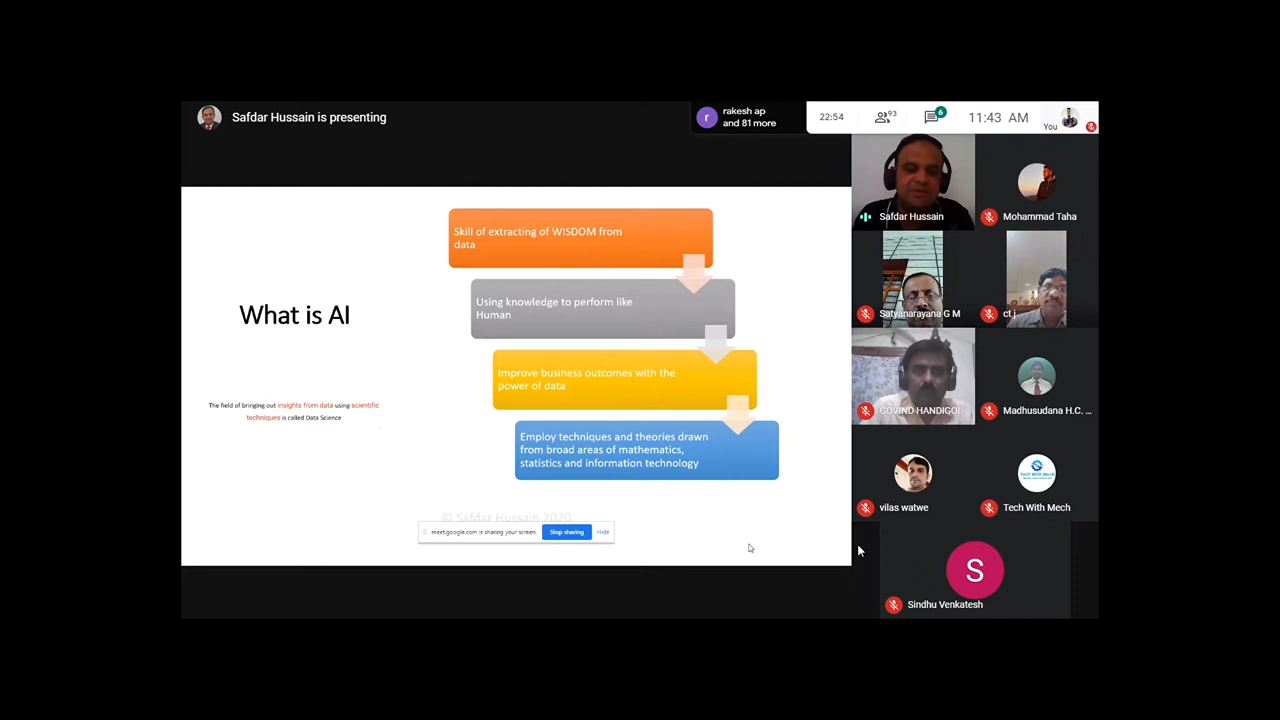 Safdar Hussain is presenting
r
rakesh ap
and 81 more
22:54
93
6
11:43 AM
You
What is AI
The field of bringing out insights from data using scientific
techniques is called Data Science
Skill of extracting of WISDOM from
data
Using knowledge to perform like
Human
Improve business outcomes with the
power of data
Employ techniques and theories drawn
from broad areas of mathematics,
statistics and information technology
© Safdar Hussain 2020
meet.google.com is sharing your screen.
Stop sharing
Hide
Safdar Hussain
Mohammad Taha
Satyanarayana G M
ct j
GOVIND HANDIGOL
Madhusudana H.C. ...
vilas watwe
Tech With Mech
Tech With Mech
S
Sindhu Venkatesh